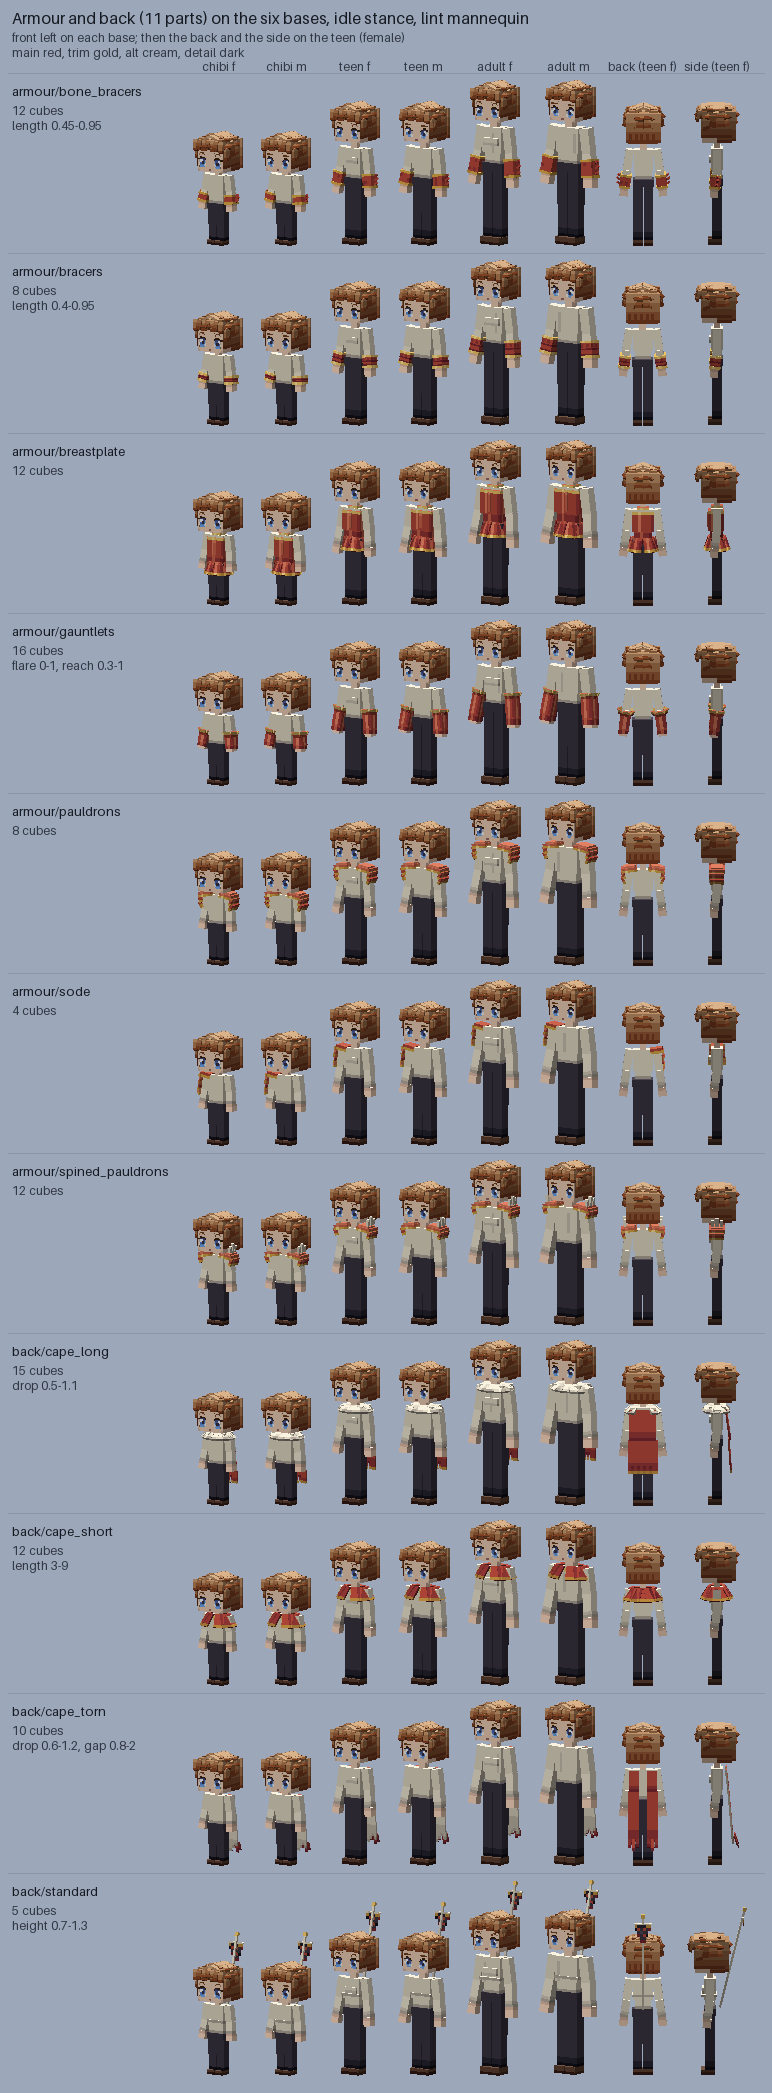 Armour and back (11 parts) on the six bases, idle stance, lint mannequin
front left on each base; then the back and the side on the teen (female)
main red, trim gold, alt cream, detail dark
chibi f chibi m teen f teen m adult f adult m back (teen f) side (teen f)
armour/bone_bracers
12 cubes
length 0.45-0.95
armour/bracers
8 cubes
length 0.4-0.95
armour/breastplate
12 cubes
armour/gauntlets
16 cubes
flare 0-1, reach 0.3-1
armour/pauldrons
8 cubes
armour/sode
4 cubes
armour/spined_pauldrons
12 cubes
back/cape_long
15 cubes
drop 0.5-1.1
back/cape_short
12 cubes
length 3-9
back/cape_torn
10 cubes
drop 0.6-1.2, gap 0.8-2
back/standard
5 cubes
height 0.7-1.3